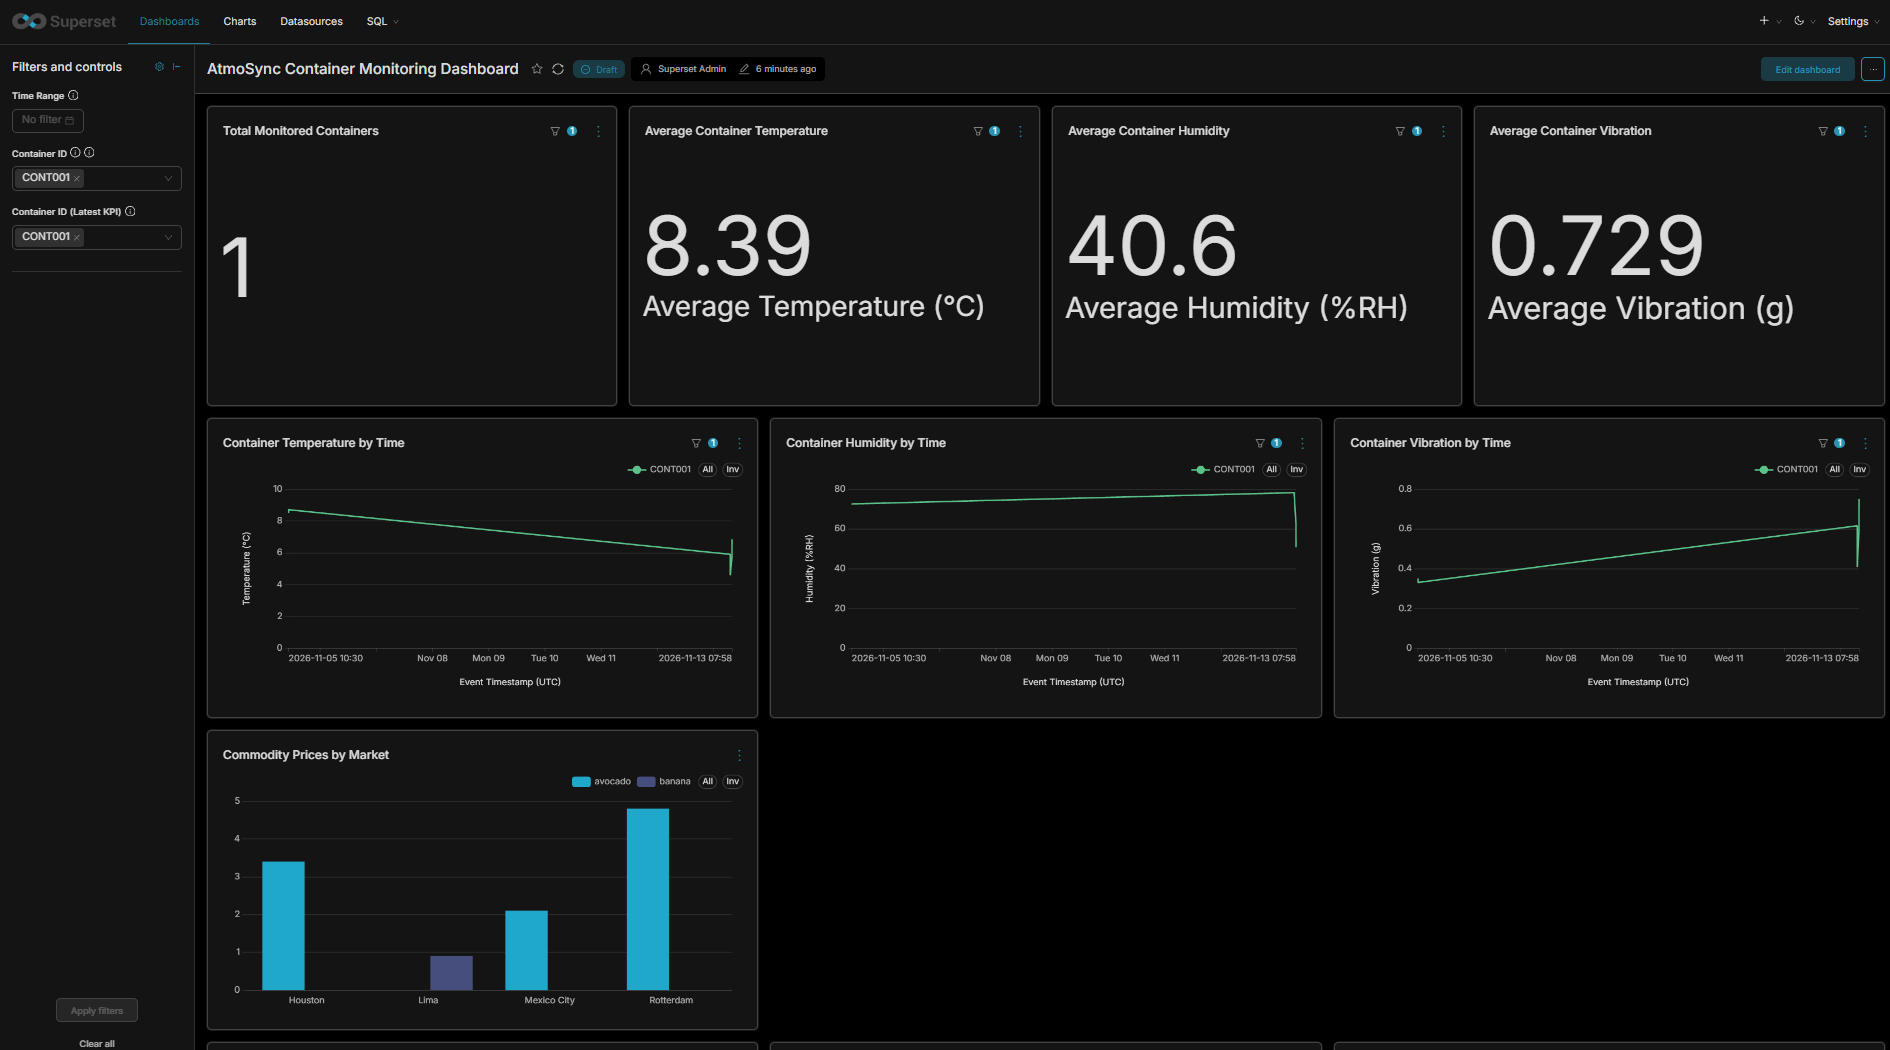 Superset
Dashboards
Charts
Datasources
SQL
Settings
Filters and controls
AtmoSync Container Monitoring Dashboard
Draft
Superset Admin
6 minutes ago
Edit dashboard
...
Time Range
No filter
Container ID
CONT001
Container ID (Latest KPI)
CONT001
Apply filters
Clear all
Total Monitored Containers
1
1
Average Container Temperature
1
8.39
Average Temperature (°C)
Average Container Humidity
1
40.6
Average Humidity (%RH)
Average Container Vibration
1
0.729
Average Vibration (g)
Container Temperature by Time
1
CONT001 All Inv
10
8
6
4
2
0
Temperature (°C)
2026-11-05 10:30 Nov 08 Mon 09 Tue 10 Wed 11 2026-11-13 07:58
Event Timestamp (UTC)
Container Humidity by Time
1
CONT001 All Inv
80
60
40
20
0
Humidity (%RH)
2026-11-05 10:30 Nov 08 Mon 09 Tue 10 Wed 11 2026-11-13 07:58
Event Timestamp (UTC)
Container Vibration by Time
1
CONT001 All Inv
0.8
0.6
0.4
0.2
0
Vibration (g)
2026-11-05 10:30 Nov 08 Mon 09 Tue 10 Wed 11 2026-11-13 07:58
Event Timestamp (UTC)
Commodity Prices by Market
avocado banana All Inv
5
4
3
2
1
0
Houston Lima Mexico City Rotterdam